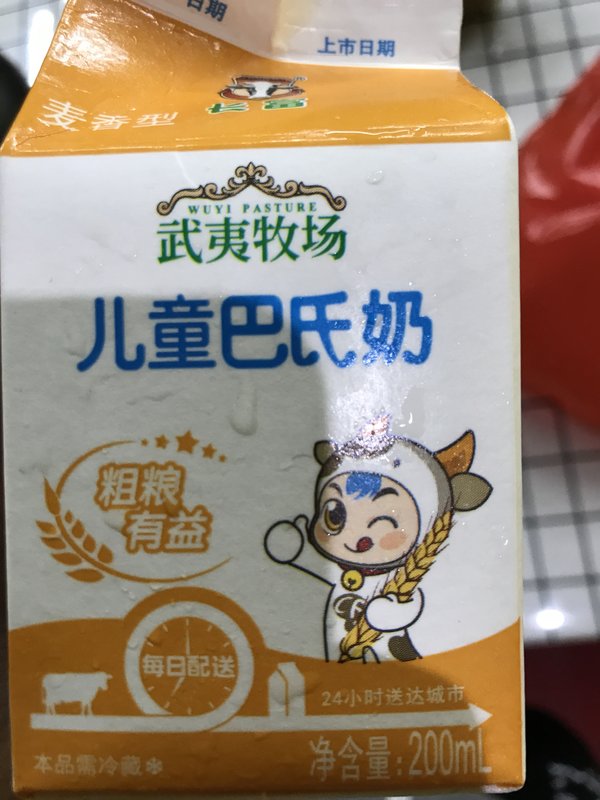 日期
上市日期
长富
麦香型
WUYI PASTURE
武夷牧场
儿童巴氏奶
粗粮
有益
每日配送
24小时送达城市
净含量:200mL
本品需冷藏